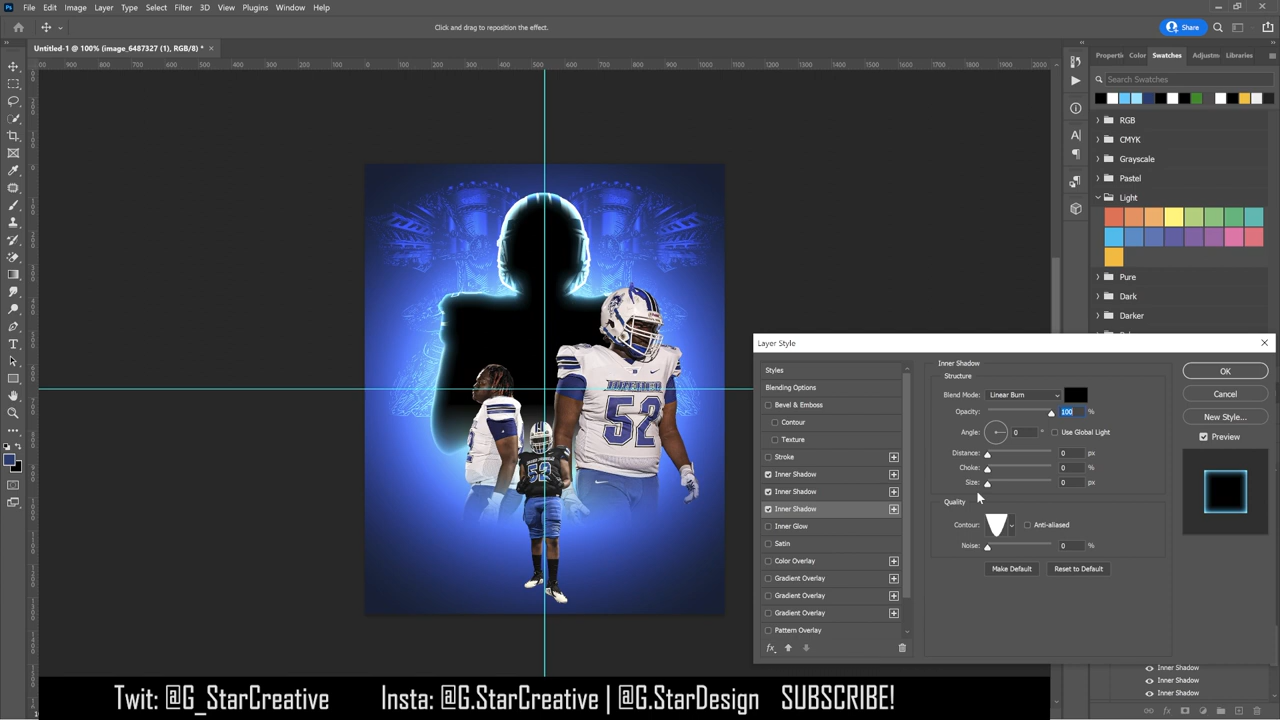 File Edit Image Layer Type Select Filter 3D View Plugins Window Help
Click and drag to reposition the effect.
Share
Untitled-1 @ 100% (image_6487327 (1), RGB/8) *
Properti Color Swatches Adjustm Libraries
Search Swatches
RGB
CMYK
Grayscale
Pastel
Light
Pure
Dark
Darker
52
52
Layer Style
Styles
Blending Options
Bevel & Emboss
Contour
Texture
Stroke
Inner Shadow
Inner Shadow
Inner Shadow
Inner Glow
Satin
Color Overlay
Gradient Overlay
Gradient Overlay
Gradient Overlay
Pattern Overlay
fx
Inner Shadow
Structure
Blend Mode: Linear Burn
Opacity: 100 %
Angle: 0 ° Use Global Light
Distance: 0 px
Choke: 0 %
Size: 0 px
Quality
Contour: Anti-aliased
Noise: 0 %
Make Default Reset to Default
OK
Cancel
New Style...
Preview
Inner Shadow
Inner Shadow
Inner Shadow
Twit: @G_StarCreative Insta: @G.StarCreative | @G.StarDesign SUBSCRIBE!